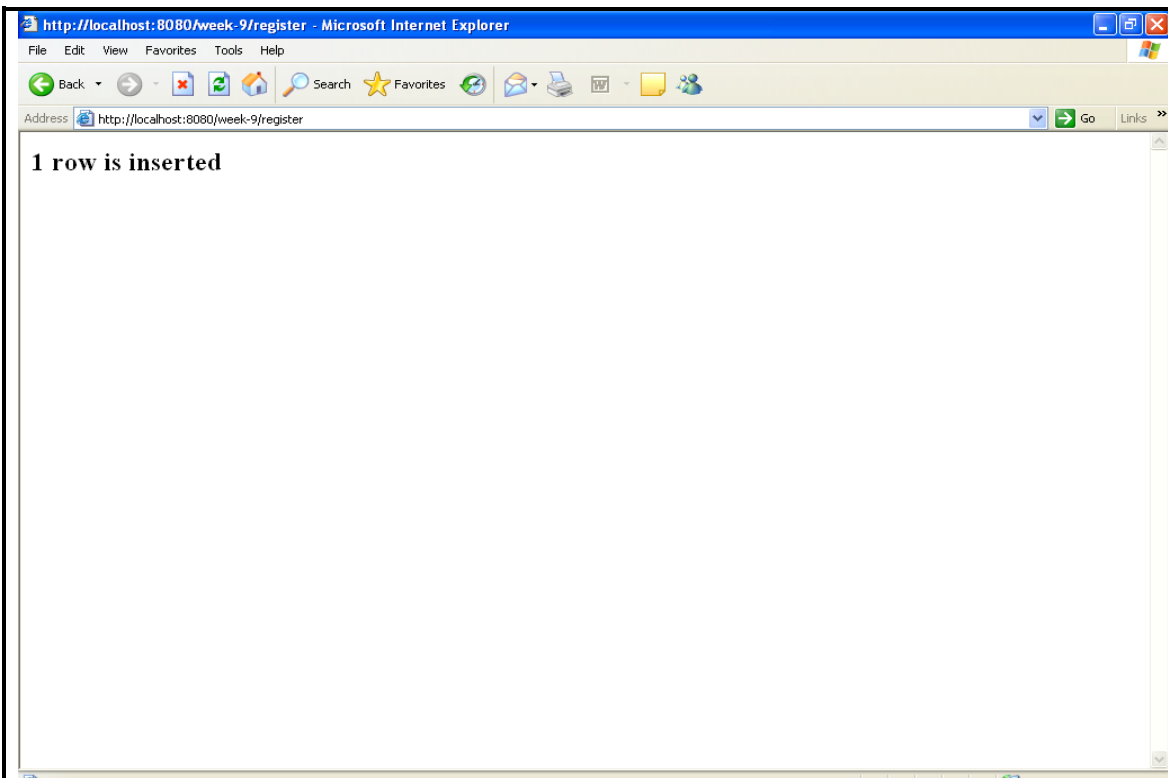 http://localhost:8080/week-9/register - Microsoft Internet Explorer
File Edit View Favorites Tools Help
Back Search Favorites
Address http://localhost:8080/week-9/register Go Links »
1 row is inserted